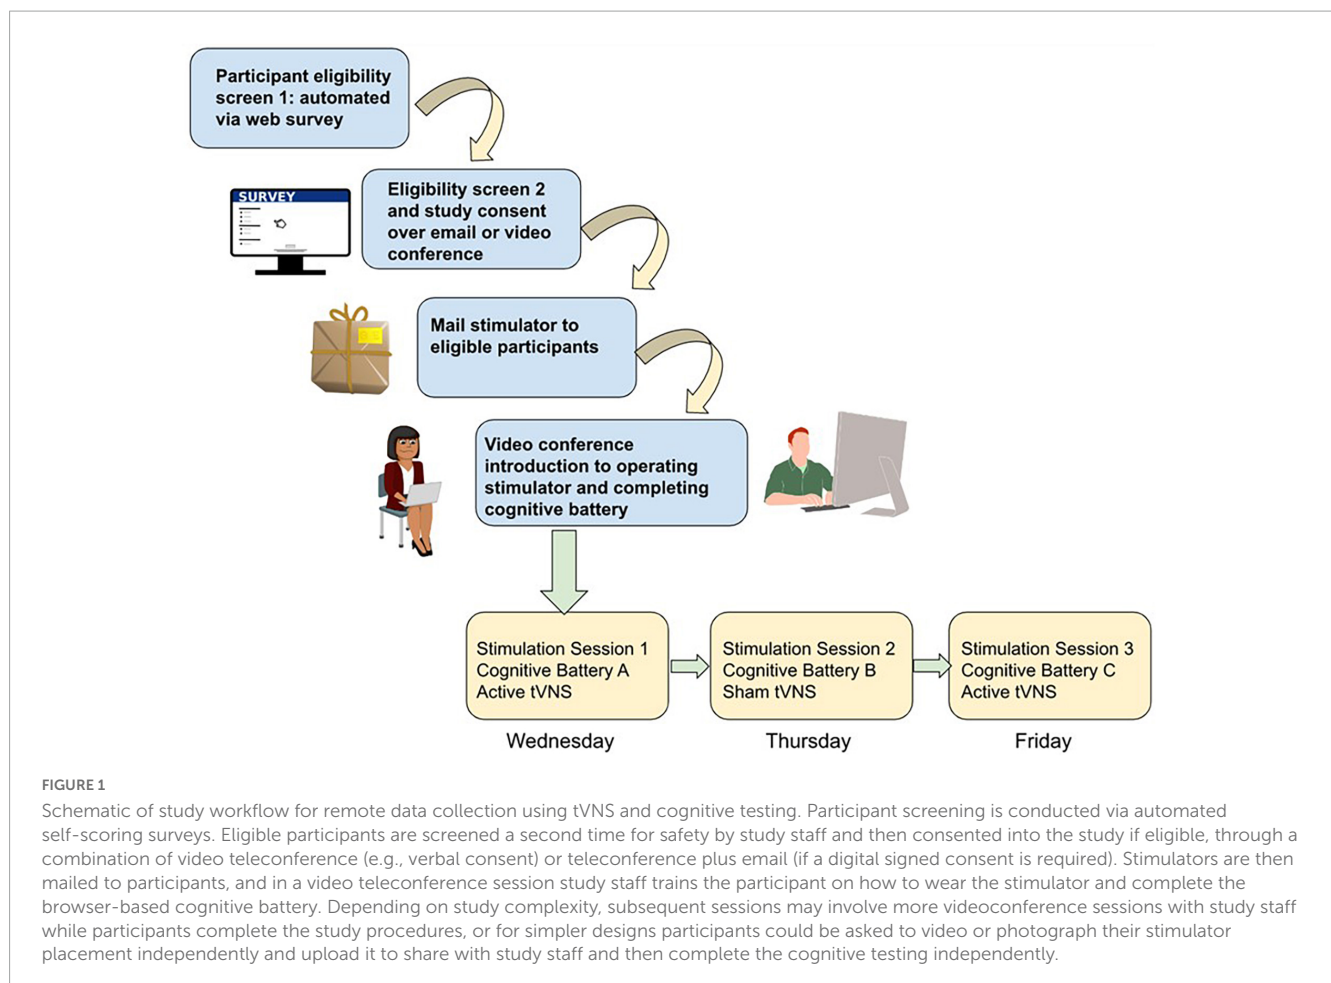 Participant eligibility
screen 1: automated
via web survey
SURVEY
Eligibility screen 2
and study consent
over email or video
conference
Mail stimulator to
eligible participants
Video conference
introduction to operating
stimulator and completing
cognitive battery
Stimulation Session 1
Cognitive Battery A
Active tVNS
Stimulation Session 2
Cognitive Battery B
Sham tVNS
Stimulation Session 3
Cognitive Battery C
Active tVNS
Wednesday
Thursday
Friday
FIGURE 1
Schematic of study workflow for remote data collection using tVNS and cognitive testing. Participant screening is conducted via automated
self-scoring surveys. Eligible participants are screened a second time for safety by study staff and then consented into the study if eligible, through a
combination of video teleconference (e.g., verbal consent) or teleconference plus email (if a digital signed consent is required). Stimulators are then
mailed to participants, and in a video teleconference session study staff trains the participant on how to wear the stimulator and complete the
browser-based cognitive battery. Depending on study complexity, subsequent sessions may involve more videoconference sessions with study staff
while participants complete the study procedures, or for simpler designs participants could be asked to video or photograph their stimulator
placement independently and upload it to share with study staff and then complete the cognitive testing independently.